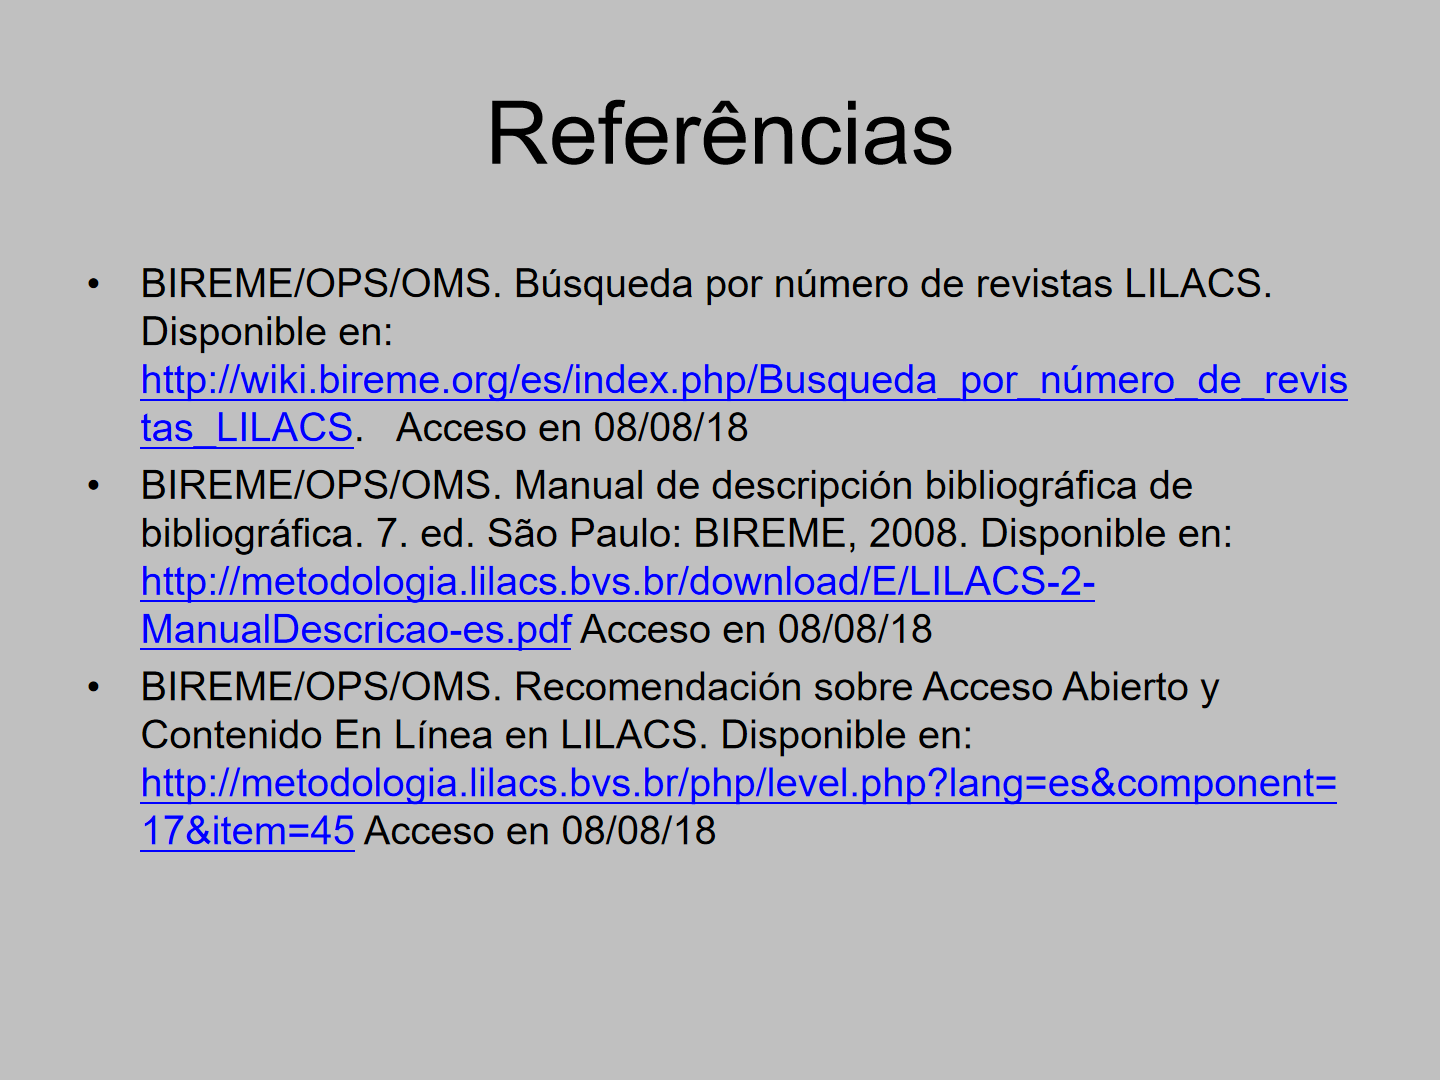 Referências
• BIREME/OPS/OMS. Búsqueda por número de revistas LILACS.
Disponible en:
http://wiki.bireme.org/es/index.php/Busqueda_por_número_de_revis
tas_LILACS.   Acceso en 08/08/18
• BIREME/OPS/OMS. Manual de descripción bibliográfica de
bibliográfica. 7. ed. São Paulo: BIREME, 2008. Disponible en:
http://metodologia.lilacs.bvs.br/download/E/LILACS-2-
ManualDescricao-es.pdf Acceso en 08/08/18
• BIREME/OPS/OMS. Recomendación sobre Acceso Abierto y
Contenido En Línea en LILACS. Disponible en:
http://metodologia.lilacs.bvs.br/php/level.php?lang=es&component=
17&item=45 Acceso en 08/08/18